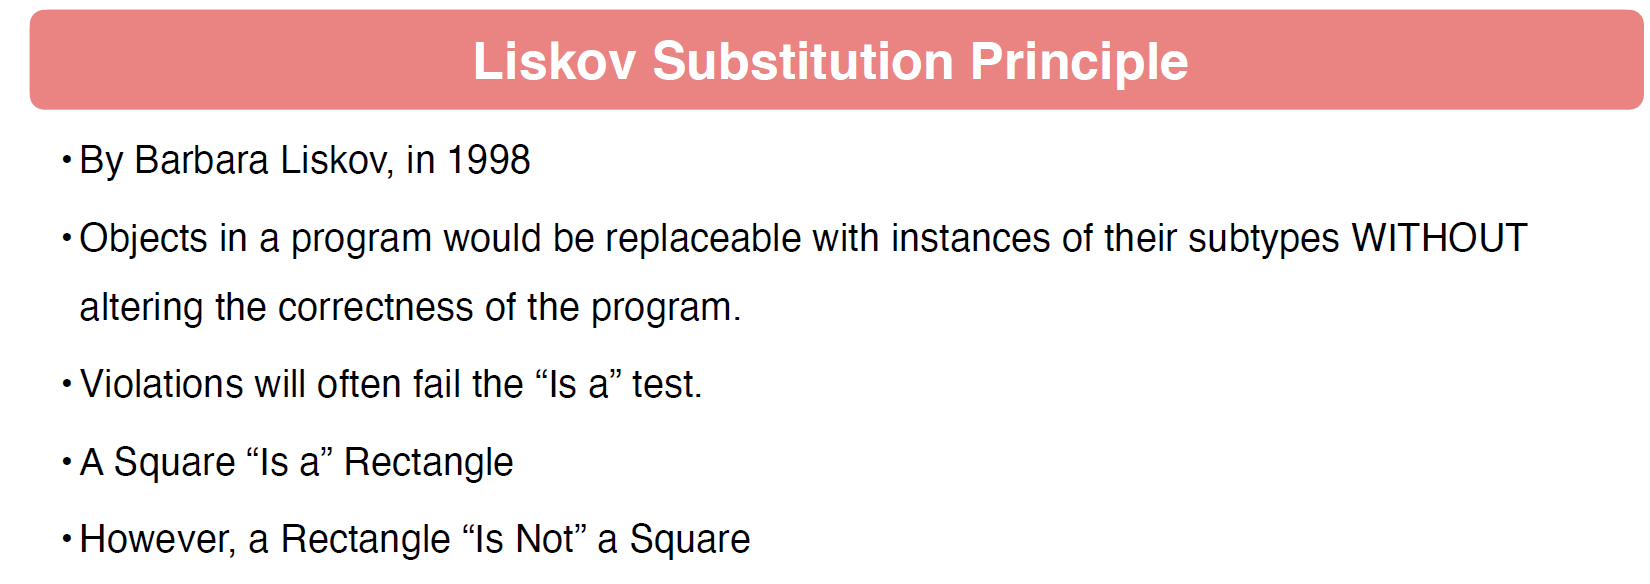 Liskov Substitution Principle
• By Barbara Liskov, in 1998
• Objects in a program would be replaceable with instances of their subtypes WITHOUT
altering the correctness of the program.
• Violations will often fail the “Is a” test.
• A Square “Is a” Rectangle
• However, a Rectangle “Is Not” a Square